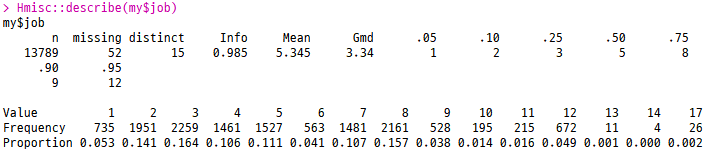 > Hmisc::describe(my$job)
my$job
n missing distinct Info Mean Gmd .05 .10 .25 .50 .75
13789 52 15 0.985 5.345 3.34 1 2 3 5 8
.90 .95
9 12
Value 1 2 3 4 5 6 7 8 9 10 11 12 13 14 17
Frequency 735 1951 2259 1461 1527 563 1481 2161 528 195 215 672 11 4 26
Proportion 0.053 0.141 0.164 0.106 0.111 0.041 0.107 0.157 0.038 0.014 0.016 0.049 0.001 0.000 0.002